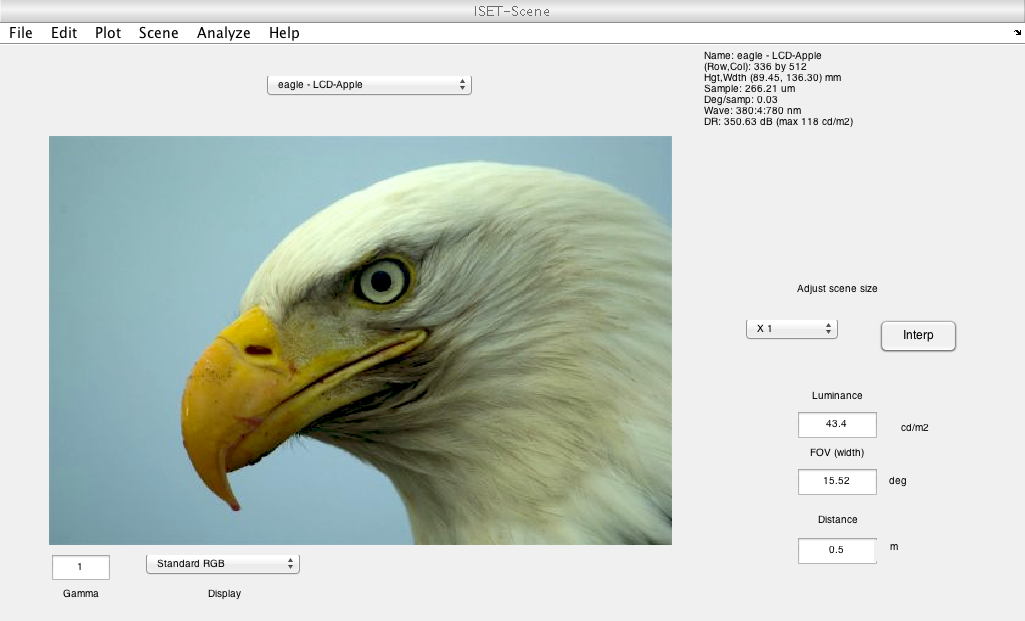 ISET-Scene
File Edit Plot Scene Analyze Help
eagle - LCD-Apple
Name: eagle - LCD-Apple
(Row,Col): 336 by 512
Hgt,Wdth (89.45, 136.30) mm
Sample: 266.21 um
Deg/samp: 0.03
Wave: 380:4:780 nm
DR: 350.63 dB (max 118 cd/m2)
Adjust scene size
X 1
Interp
Luminance
43.4 cd/m2
FOV (width)
15.52 deg
Distance
0.5 m
1
Gamma
Standard RGB
Display